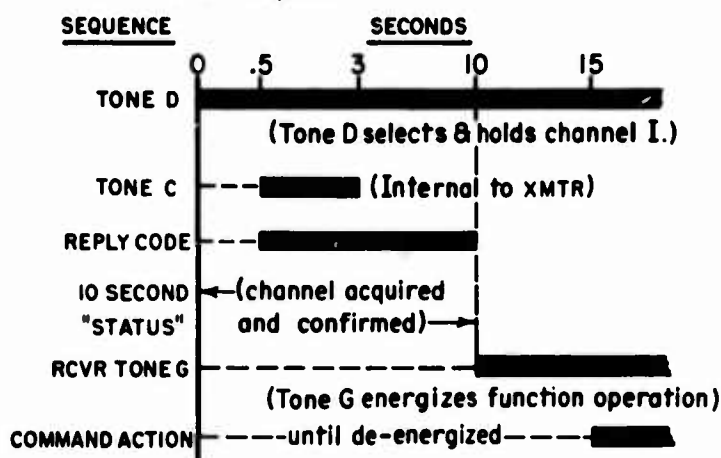 SEQUENCE SECONDS
0 .5 3 10 15
TONE D
(Tone D selects & holds channel I.)
TONE C (Internal to XMTR)
REPLY CODE
10 SECOND (channel acquired
"STATUS" and confirmed)
RCVR TONE G
(Tone G energizes function operation)
COMMAND ACTION until de-energized